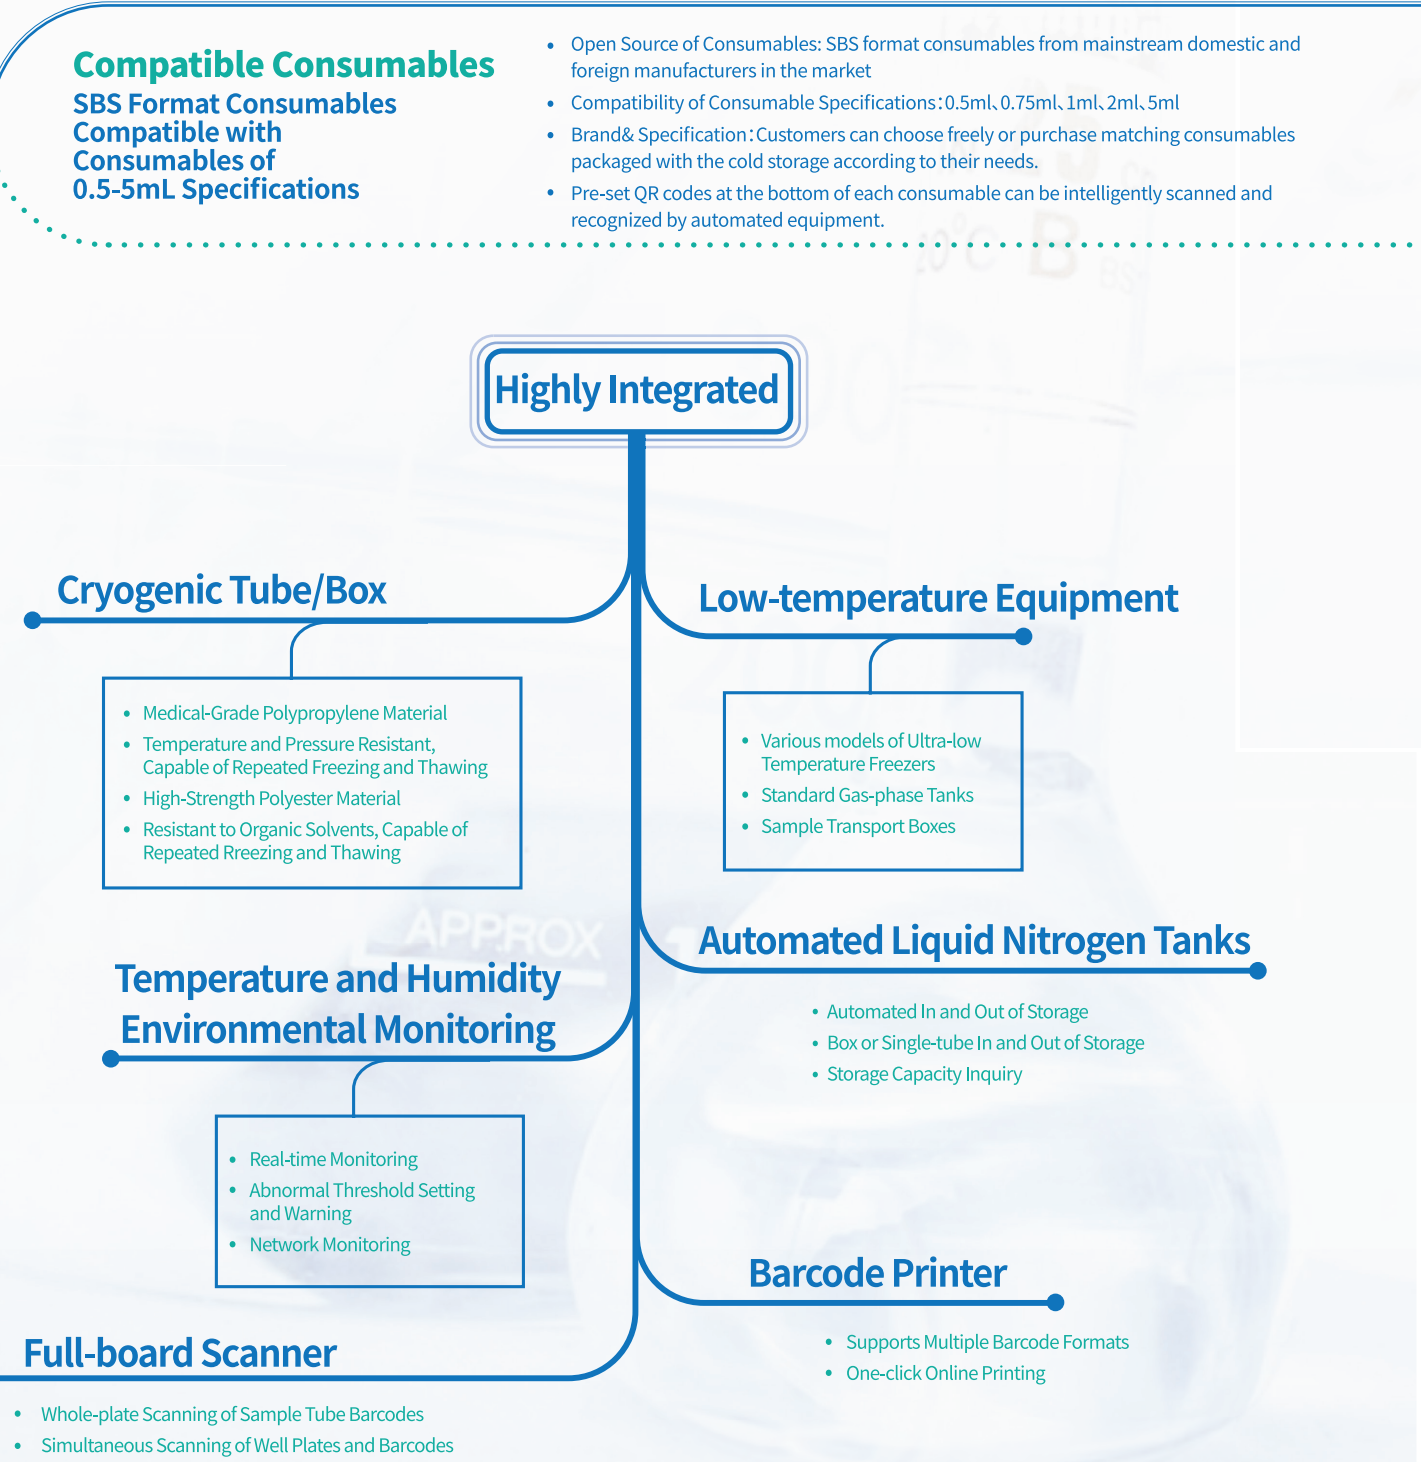 Compatible Consumables
SBS Format Consumables
Compatible with
Consumables of
0.5-5mL Specifications
• Open Source of Consumables: SBS format consumables from mainstream domestic and
foreign manufacturers in the market
• Compatibility of Consumable Specifications：0.5ml、0.75ml、1ml、2ml、5ml
• Brand& Specification：Customers can choose freely or purchase matching consumables
packaged with the cold storage according to their needs.
• Pre-set QR codes at the bottom of each consumable can be intelligently scanned and
recognized by automated equipment.
Highly Integrated
Cryogenic Tube/Box
• Medical-Grade Polypropylene Material
• Temperature and Pressure Resistant,
Capable of Repeated Freezing and Thawing
• High-Strength Polyester Material
• Resistant to Organic Solvents, Capable of
Repeated Rreezing and Thawing
Low-temperature Equipment
• Various models of Ultra-low
Temperature Freezers
• Standard Gas-phase Tanks
• Sample Transport Boxes
Automated Liquid Nitrogen Tanks
• Automated In and Out of Storage
• Box or Single-tube In and Out of Storage
• Storage Capacity Inquiry
APPROX
Temperature and Humidity
Environmental Monitoring
• Real-time Monitoring
• Abnormal Threshold Setting
and Warning
• Network Monitoring
Barcode Printer
• Supports Multiple Barcode Formats
• One-click Online Printing
Full-board Scanner
• Whole-plate Scanning of Sample Tube Barcodes
• Simultaneous Scanning of Well Plates and Barcodes